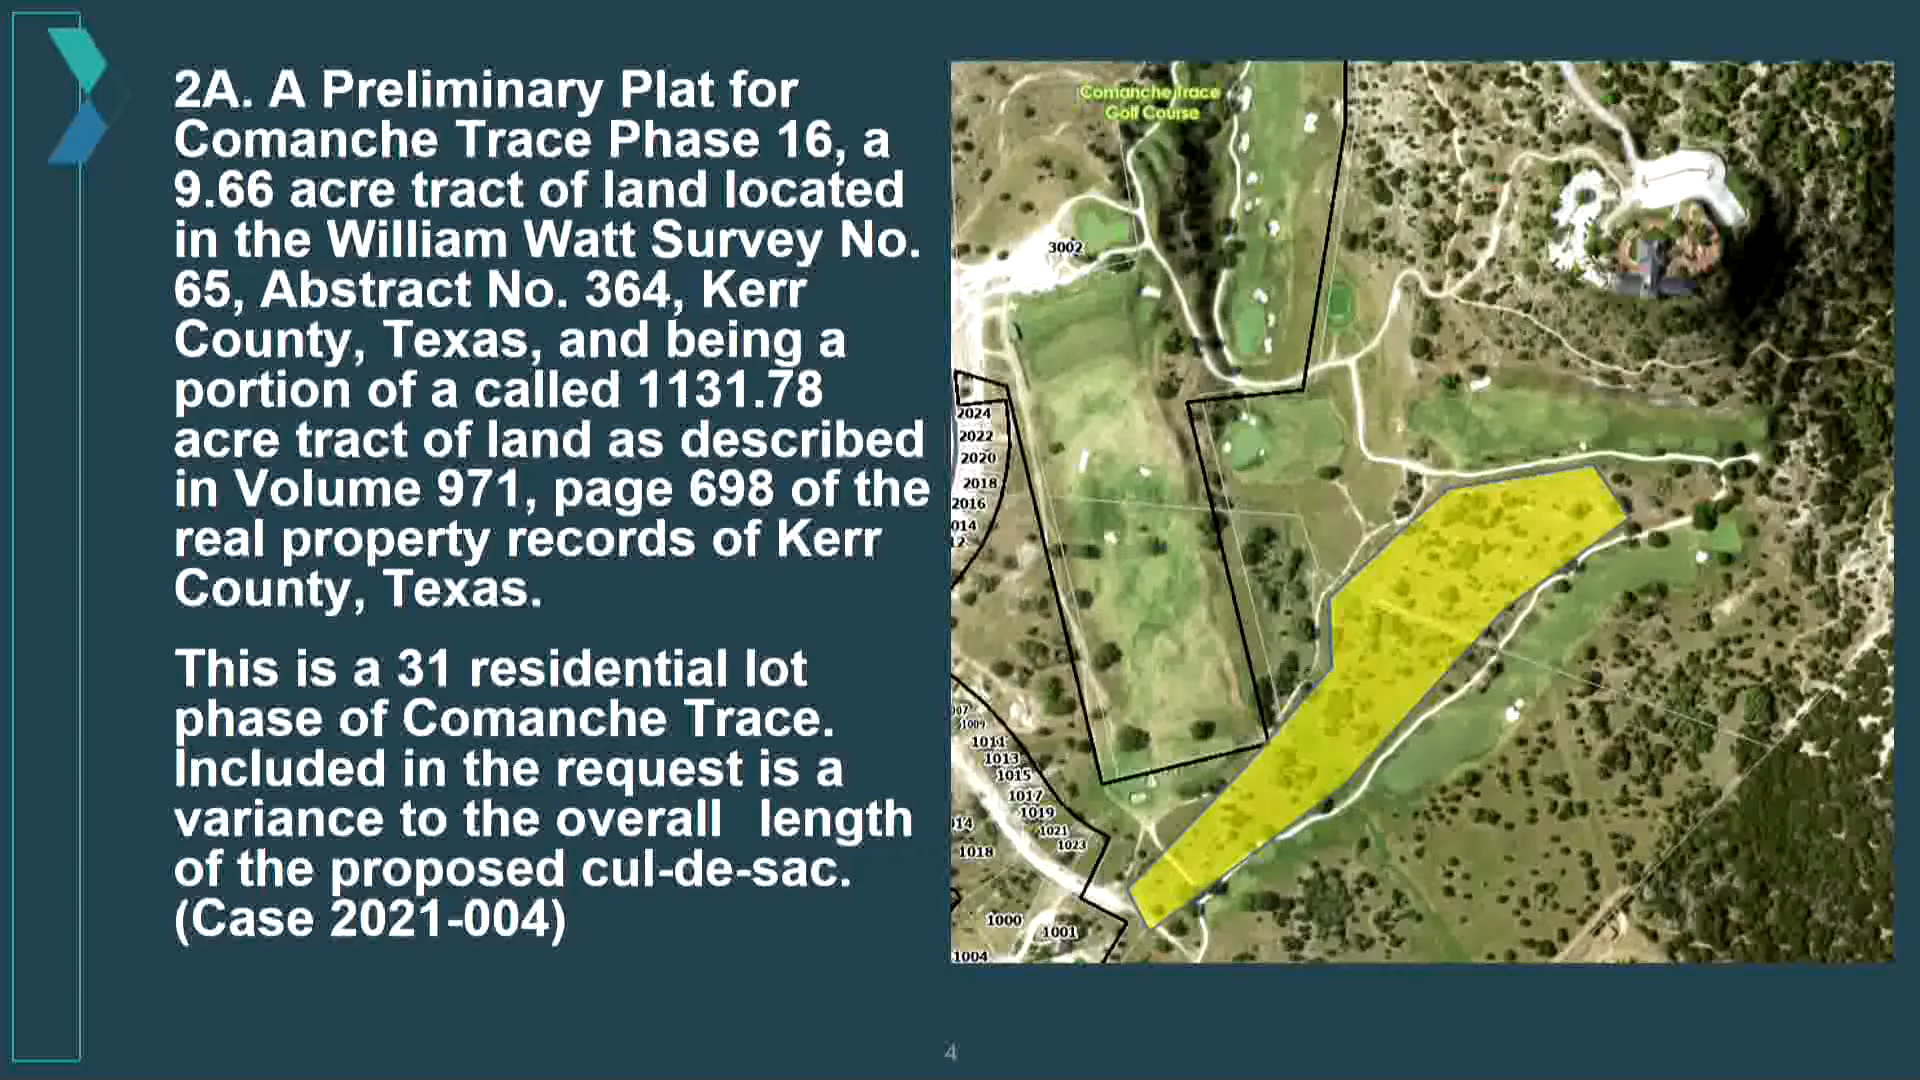 2A. A Preliminary Plat for
Comanche Trace Phase 16, a
9.66 acre tract of land located
in the William Watt Survey No.
65, Abstract No. 364, Kerr
County, Texas, and being a
portion of a called 1131.78
acre tract of land as described
in Volume 971, page 698 of the
real property records of Kerr
County, Texas.
This is a 31 residential lot
phase of Comanche Trace.
Included in the request is a
variance to the overall length
of the proposed cul-de-sac.
(Case 2021-004)
Comanche Trace
Golf Course
3002
2024
2022
2020
2018
2016
014
12
007
1009
1011
1013
1015
1017
1019
1021
1023
014
1018
1000
1001
1004
4